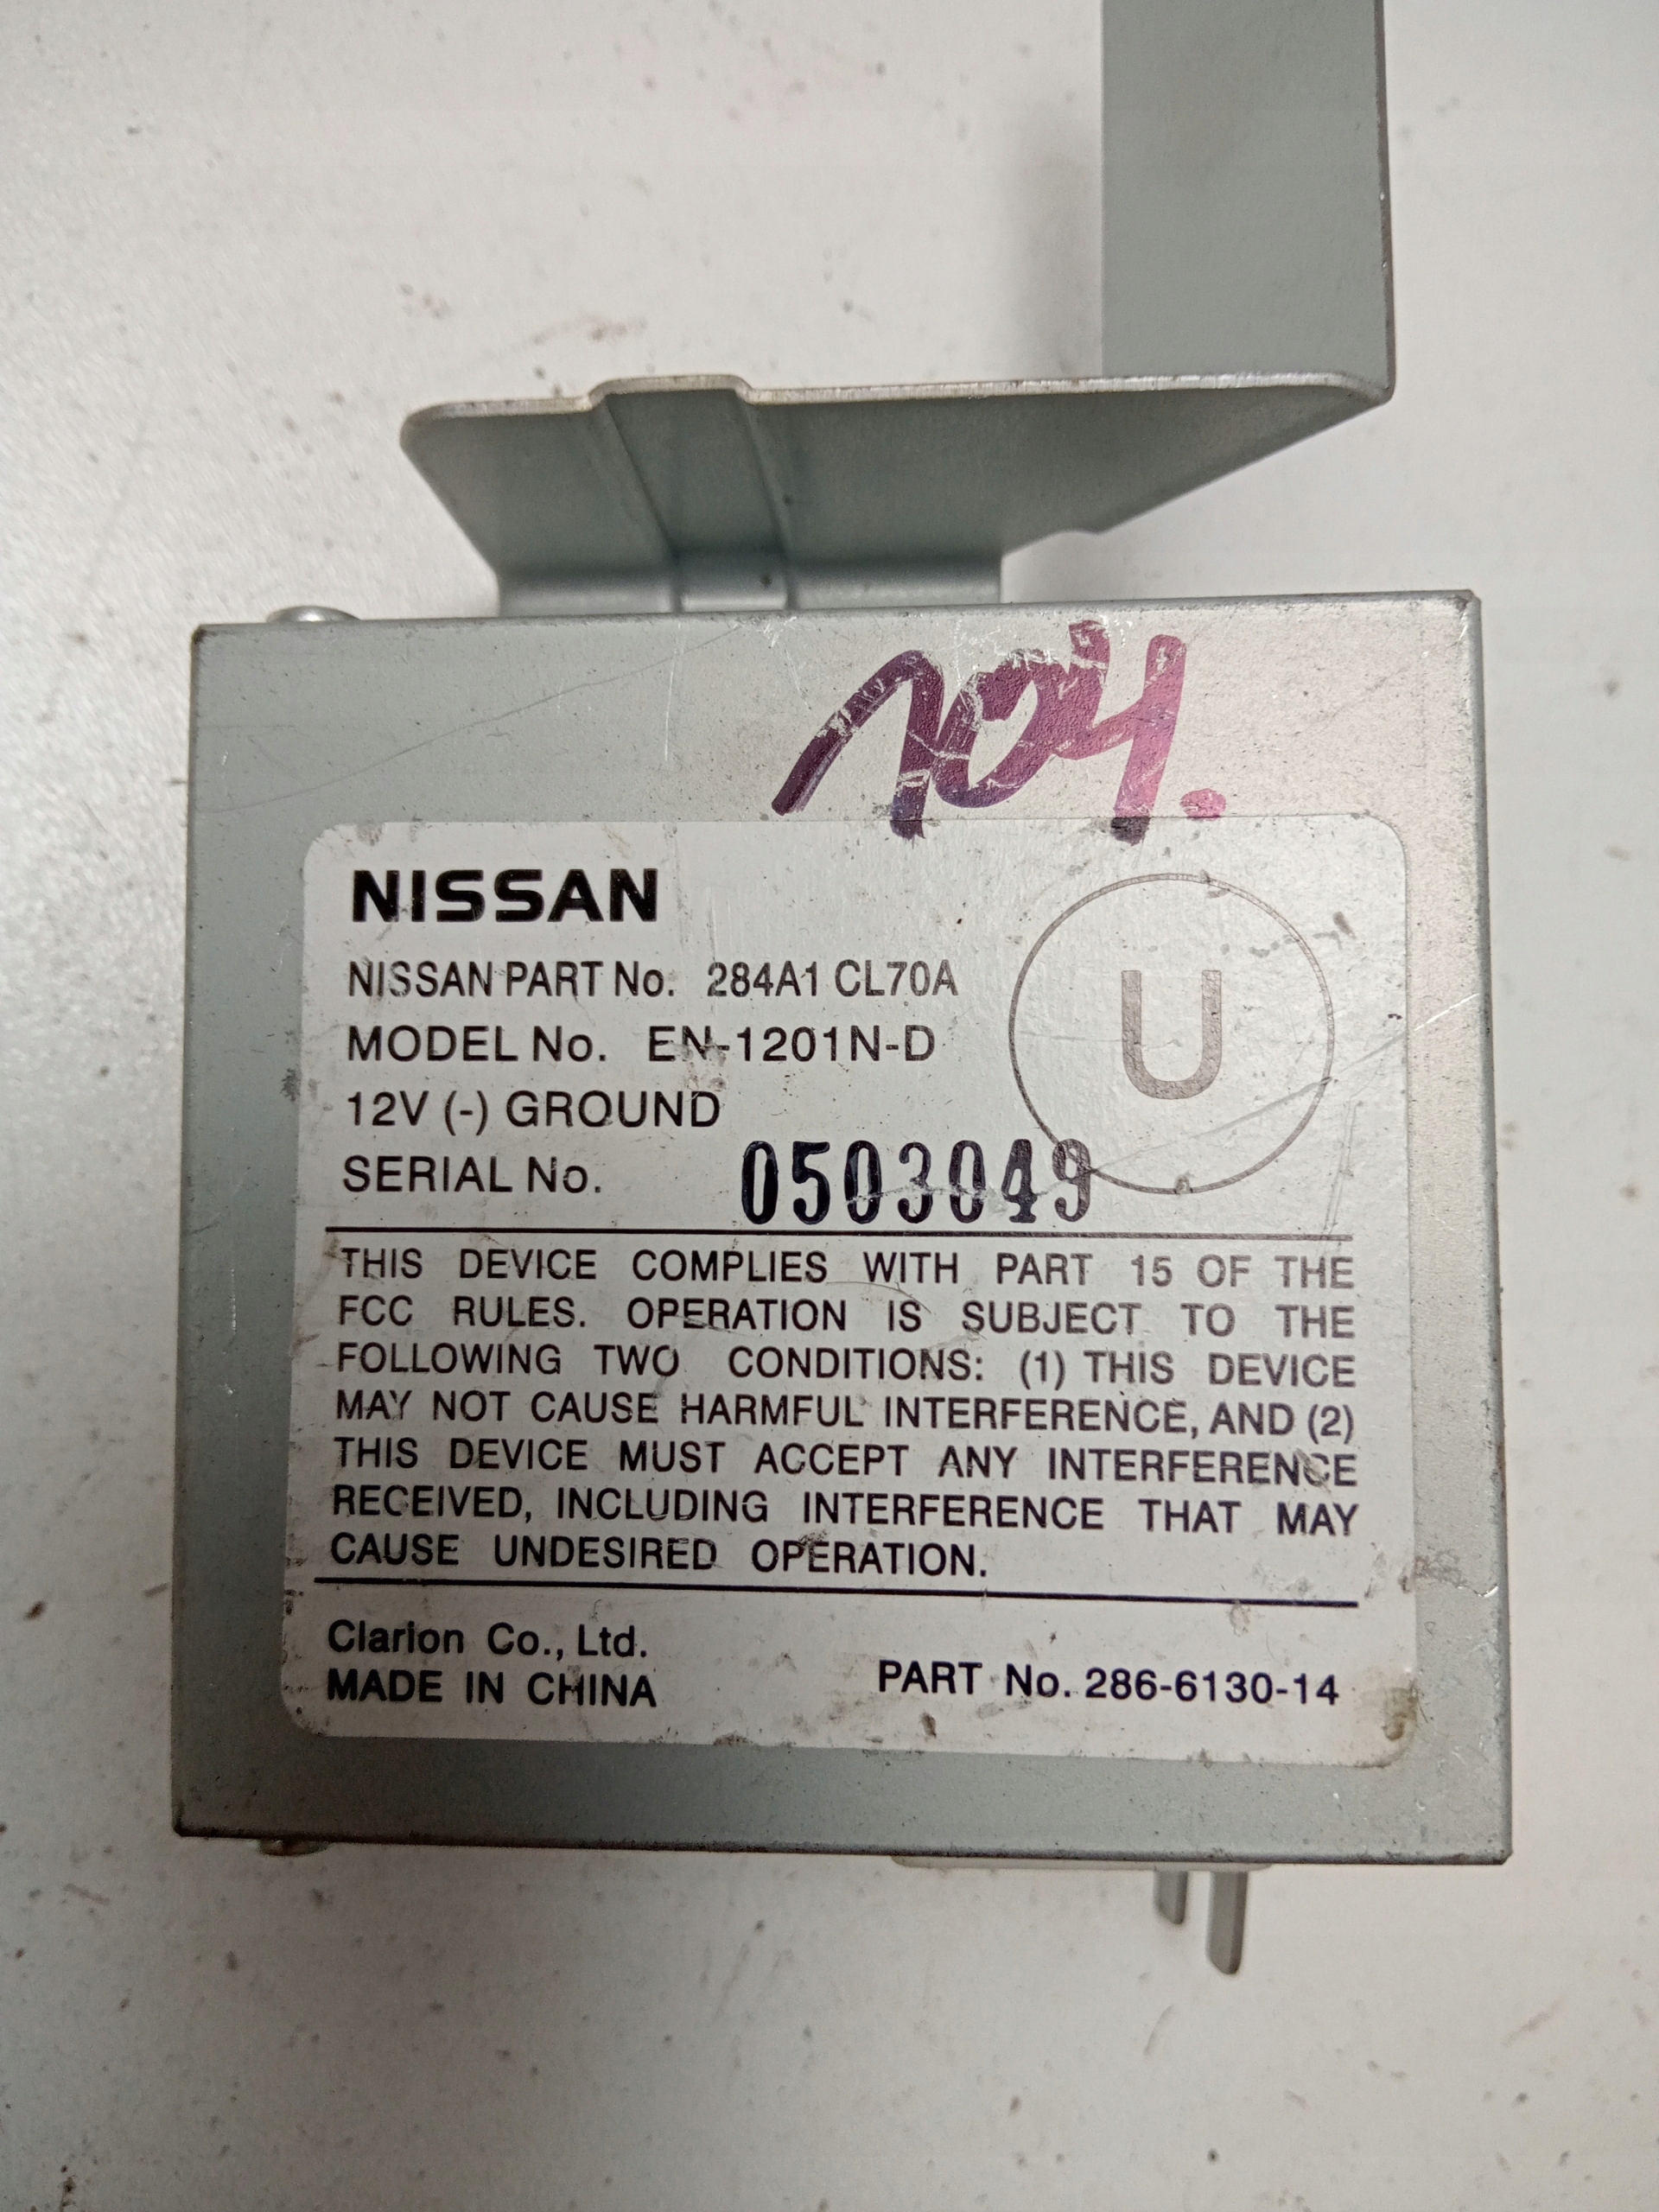 104.
NISSAN
NISSAN PART No. 284A1 CL70A
MODEL No. EN-1201N-D
U
12V (-) GROUND
SERIAL No. 0503049
THIS DEVICE COMPLIES WITH PART 15 OF THE
FCC RULES. OPERATION IS SUBJECT TO THE
FOLLOWING TWO CONDITIONS: (1) THIS DEVICE
MAY NOT CAUSE HARMFUL INTERFERENCE, AND (2)
THIS DEVICE MUST ACCEPT ANY INTERFERENCE
RECEIVED, INCLUDING INTERFERENCE THAT MAY
CAUSE UNDESIRED OPERATION.
Clarion Co., Ltd.
MADE IN CHINA PART No. 286-6130-14